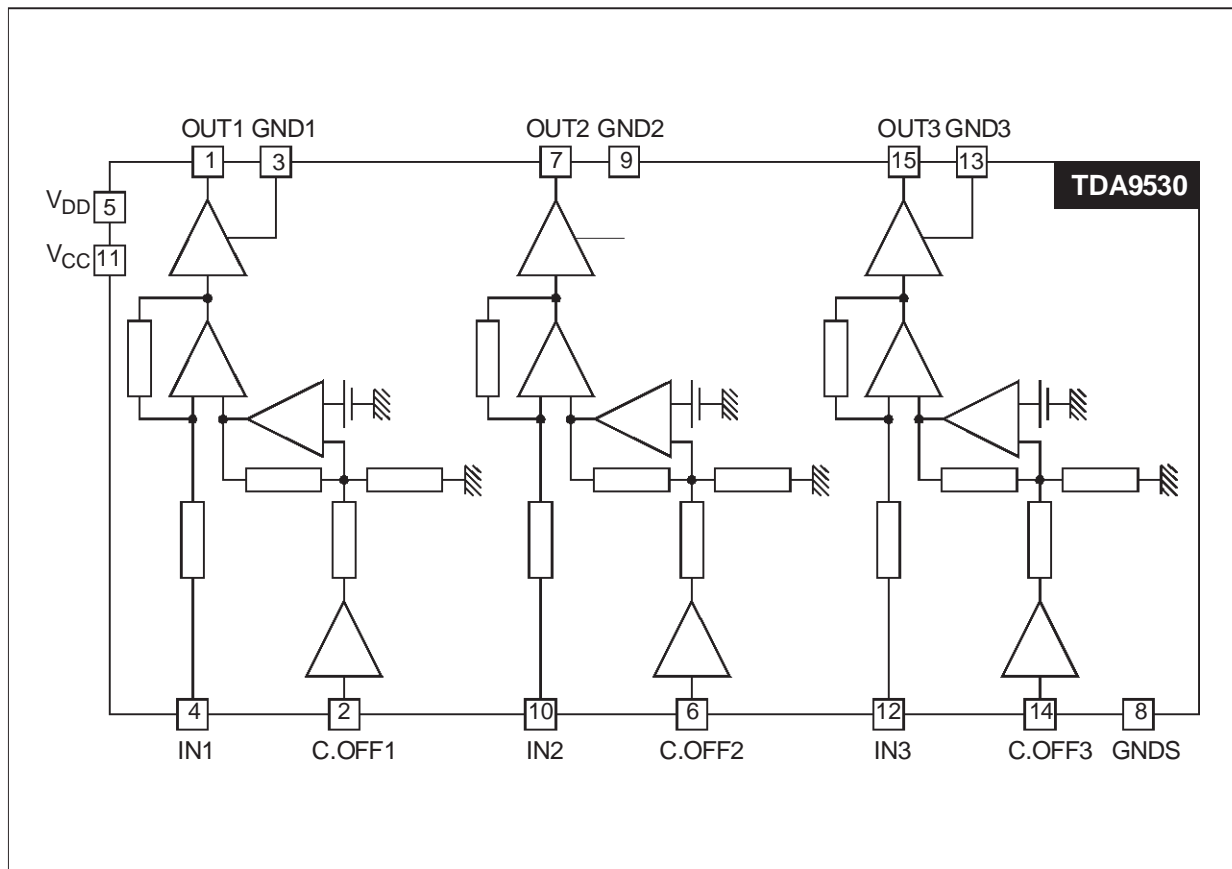 OUT1 GND1
OUT2 GND2
OUT3 GND3
1
3
7
9
15
13
TDA9530
VDD
5
VCC
11
4
2
10
6
12
14
8
IN1
C.OFF1
IN2
C.OFF2
IN3
C.OFF3
GNDS